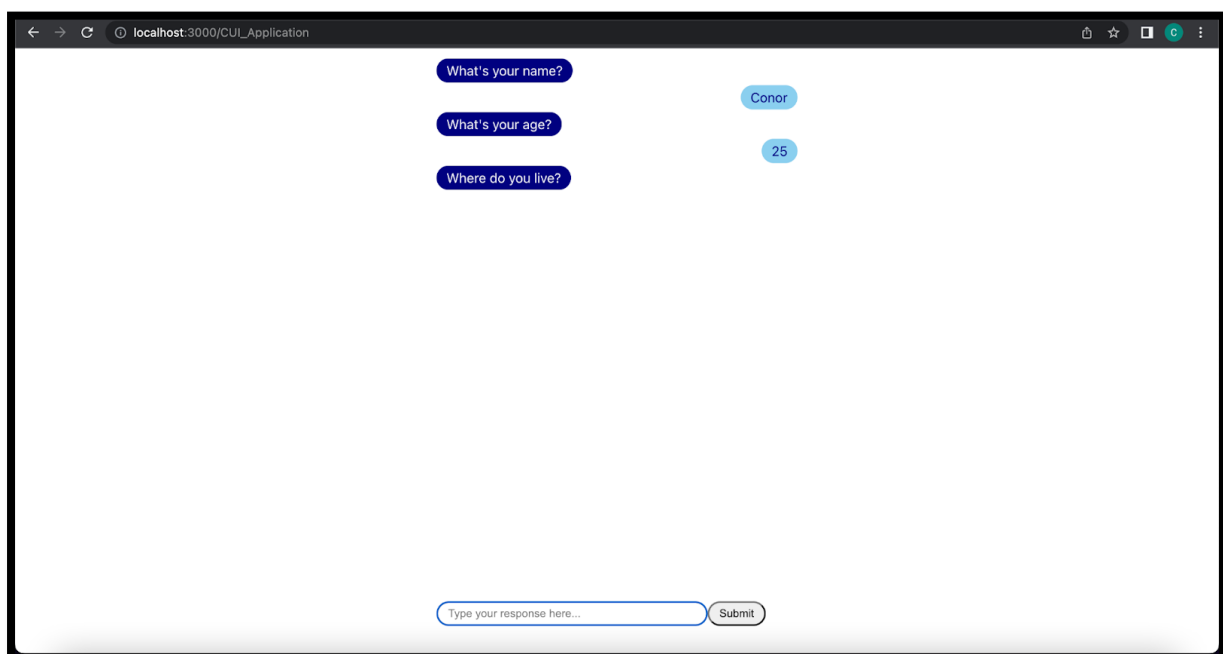 localhost:3000/CUI_Application
C
What's your name?
Conor
What's your age?
25
Where do you live?
Type your response here...
Submit